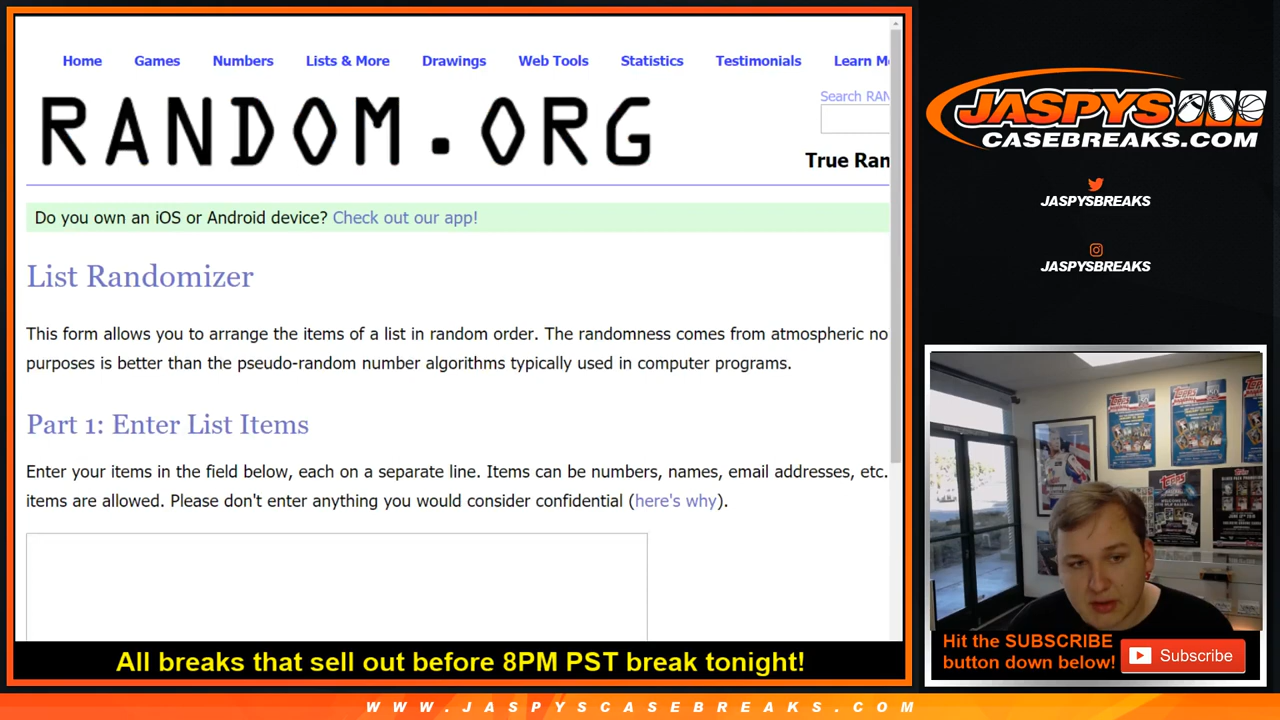 Home Games Numbers Lists & More Drawings Web Tools Statistics Testimonials Learn M
RANDOM.ORG
Search RAN
True Ran
Do you own an iOS or Android device? Check out our app!
List Randomizer
This form allows you to arrange the items of a list in random order. The randomness comes from atmospheric no
purposes is better than the pseudo-random number algorithms typically used in computer programs.
Part 1: Enter List Items
Enter your items in the field below, each on a separate line. Items can be numbers, names, email addresses, etc.
items are allowed. Please don't enter anything you would consider confidential (here's why).
All breaks that sell out before 8PM PST break tonight!
JASPYS
CASEBREAKS.COM
JASPYSBREAKS
JASPYSBREAKS
Hit the SUBSCRIBE
button down below!
Subscribe
WWW.JASPYSCASEBREAKS.COM